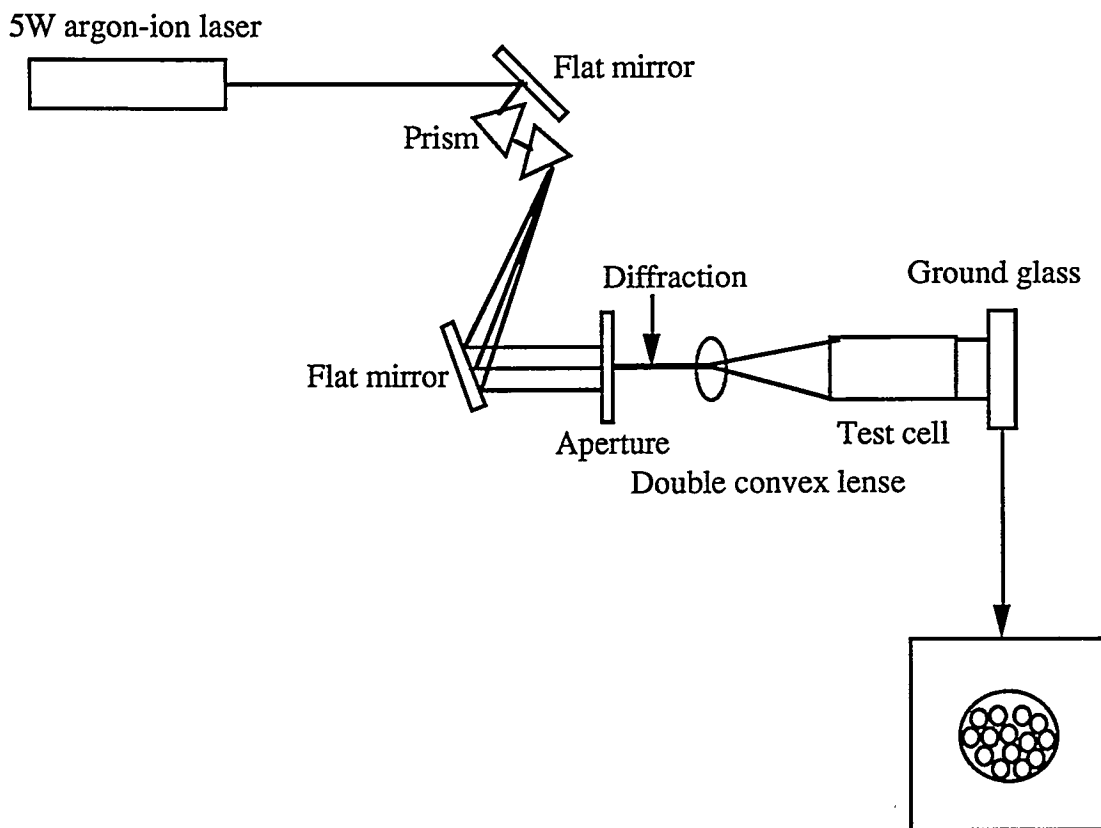 5W argon-ion laser
Flat mirror
Prism
Diffraction
Ground glass
Flat mirror
Aperture
Test cell
Double convex lense